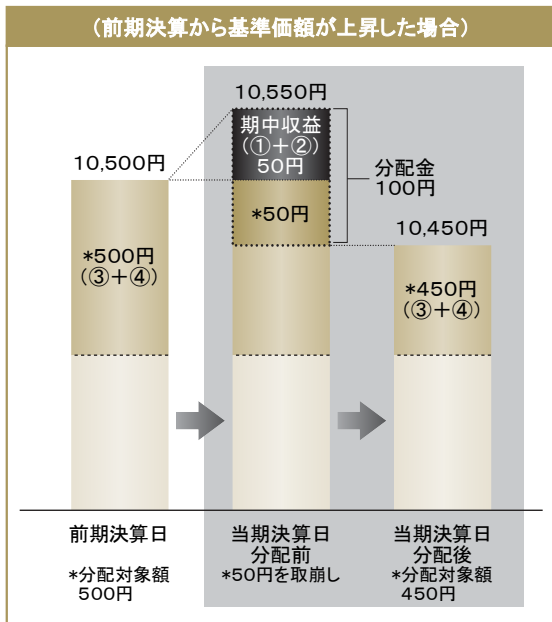 (前期決算から基準価額が上昇した場合)
10,550円
期中収益
(①+②)
50円
10,500円
分配金
100円
*50円
10,450円
*500円
(③+④)
*450円
(③+④)
前期決算日
当期決算日
分配前
当期決算日
分配後
*分配対象額
500円
*50円を取崩し
*分配対象額
450円